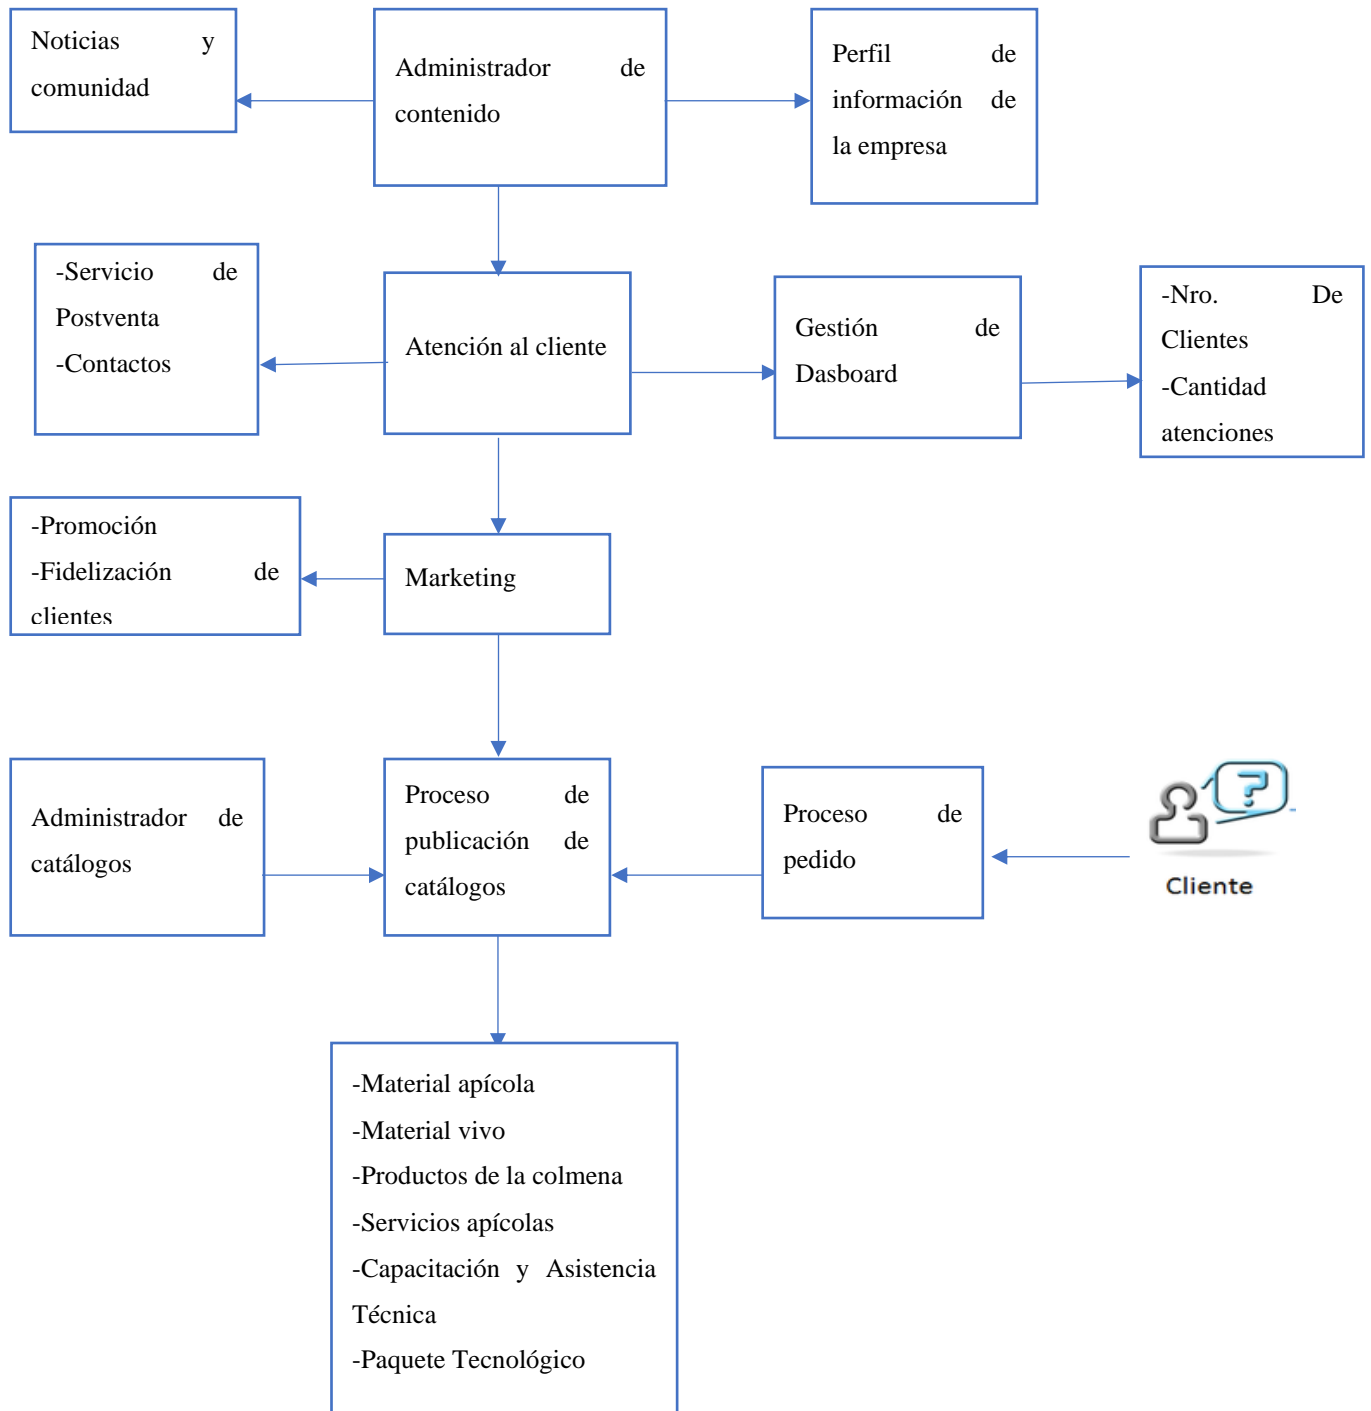 Noticias y
comunidad
Administrador de
contenido
Perfil de
información de
la empresa
-Servicio de
Postventa
-Contactos
Atención al cliente
Gestión de
Dasboard
-Nro. De
Clientes
-Cantidad
atenciones
-Promoción
-Fidelización de
clientes
Marketing
Administrador de
catálogos
Proceso de
publicación de
catálogos
Proceso de
pedido
?
Cliente
-Material apícola
-Material vivo
-Productos de la colmena
-Servicios apícolas
-Capacitación y Asistencia
Técnica
-Paquete Tecnológico